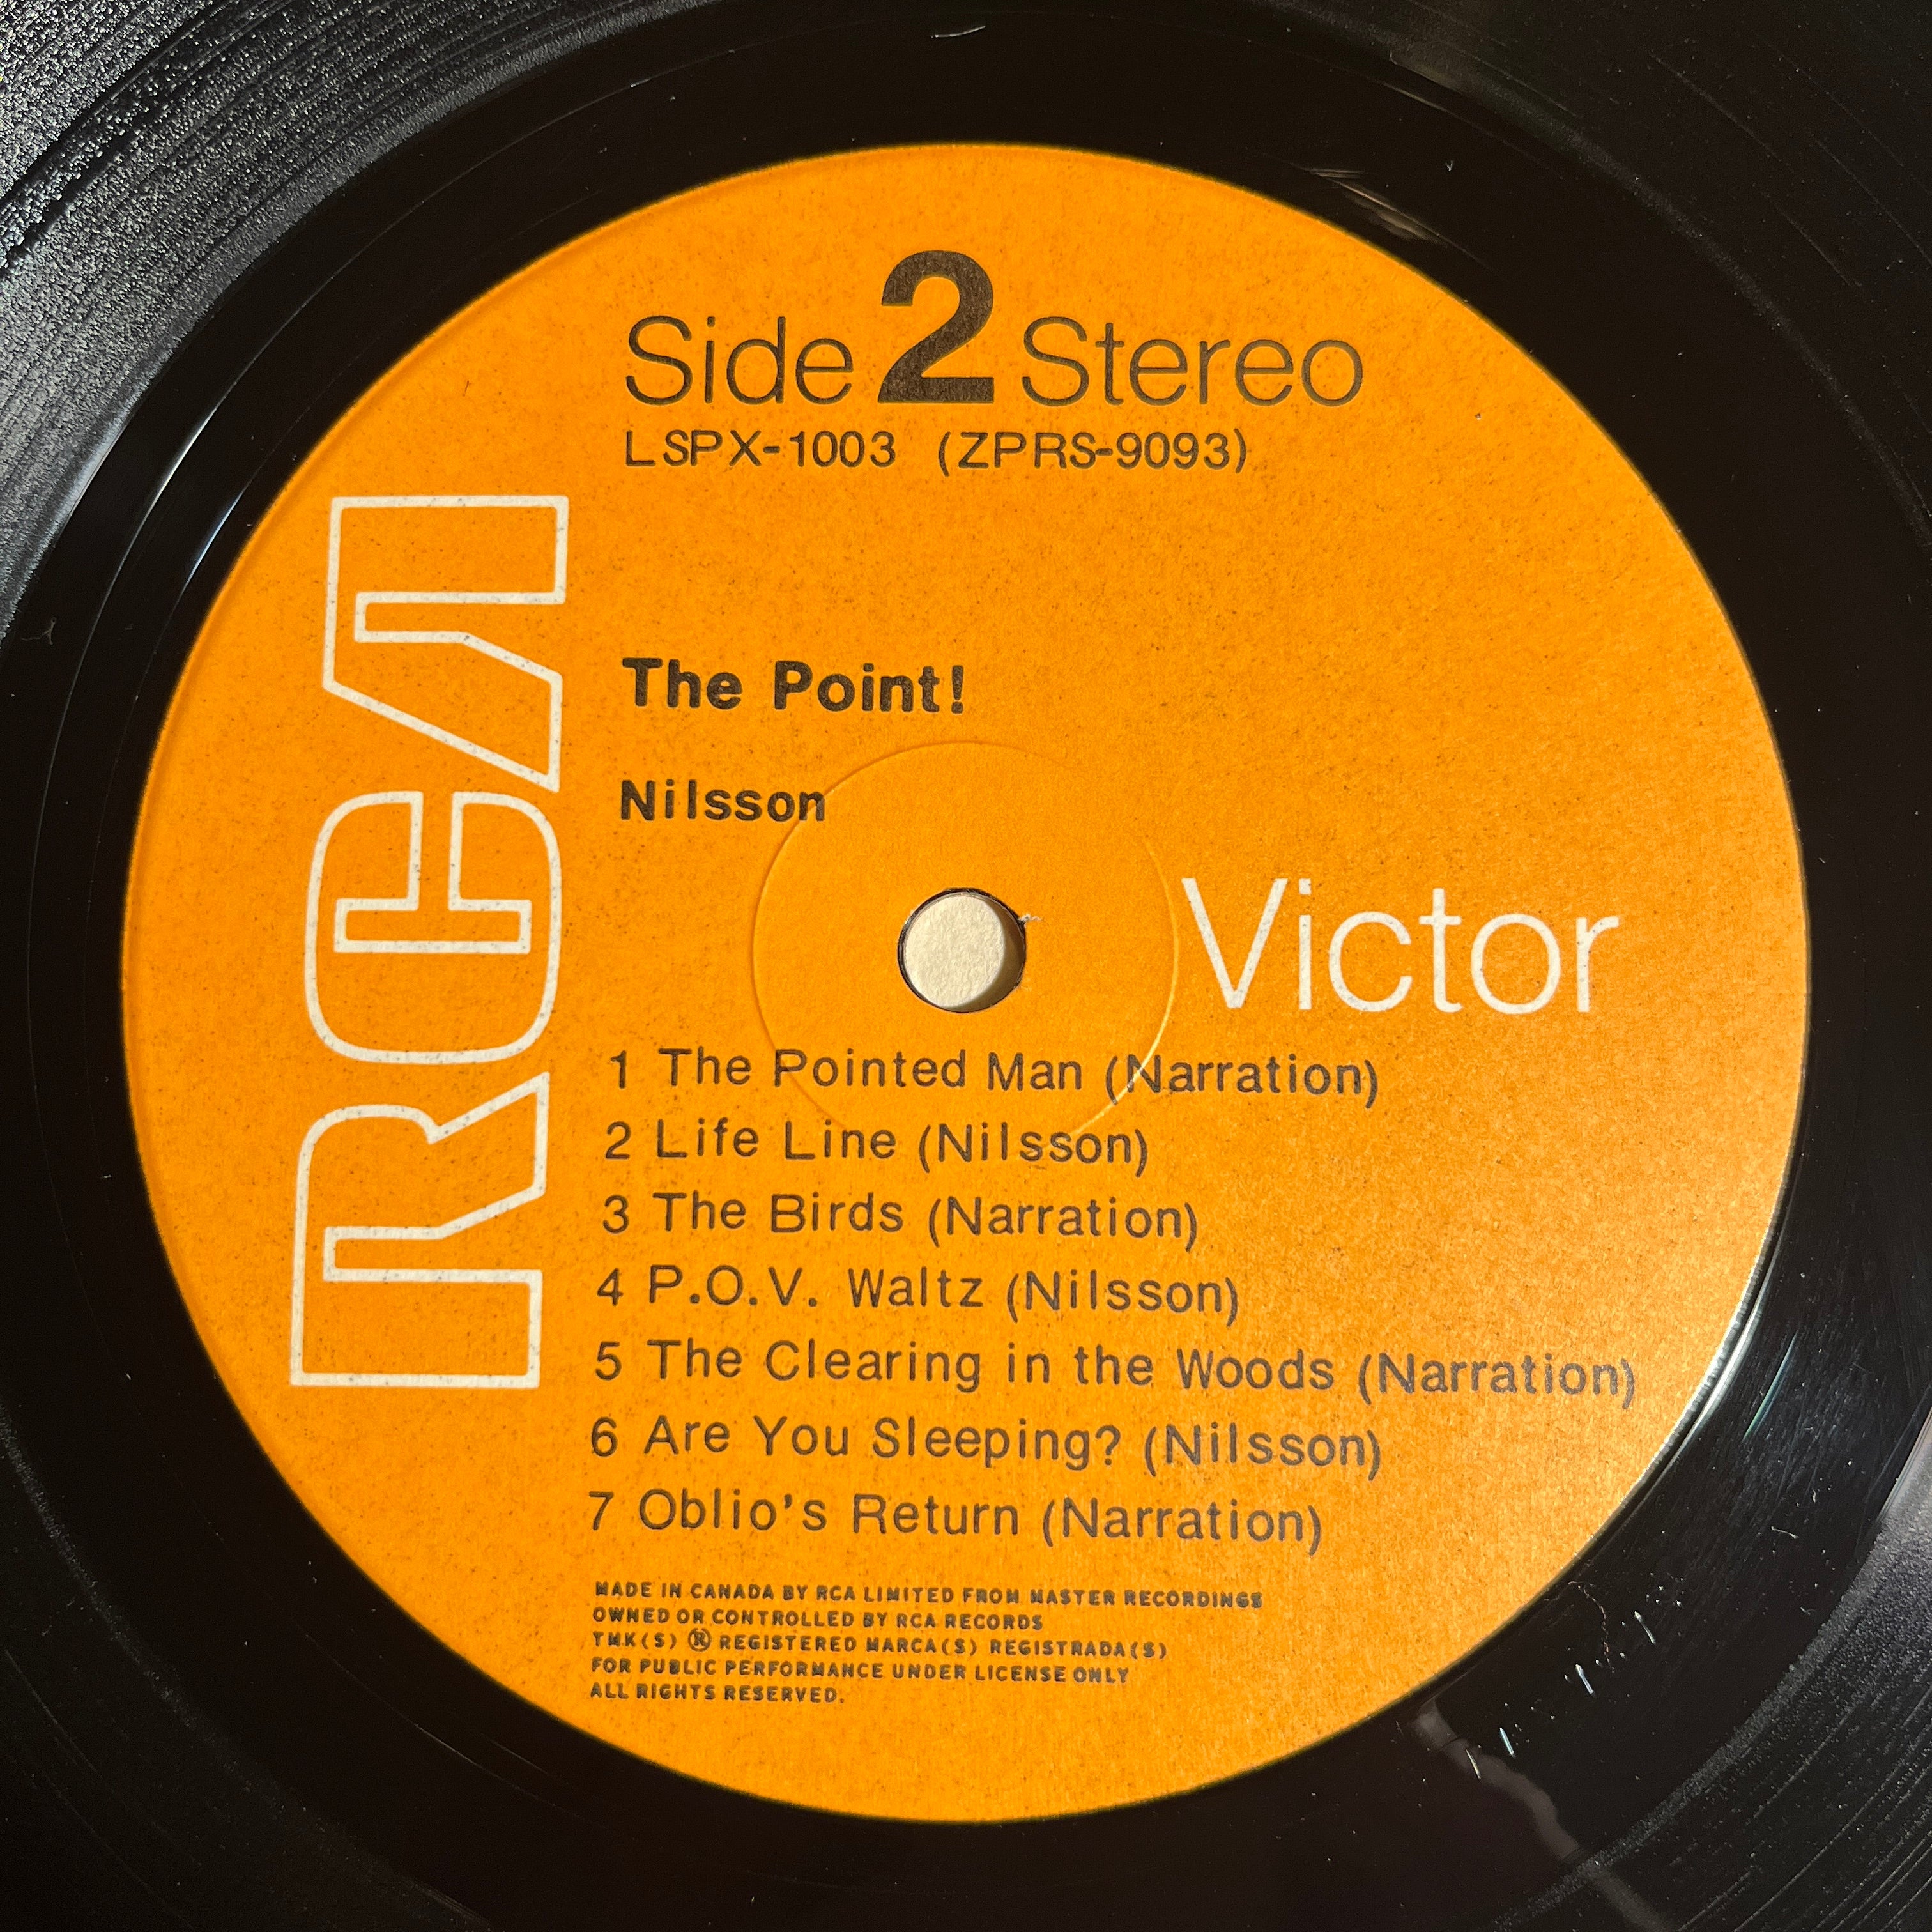 Side 2 Stereo
LSPX-1003 (ZPRS-9093)
RCA
The Point!
Nilsson
Victor
1 The Pointed Man (Narration)
2 Life Line (Nilsson)
3 The Birds (Narration)
4 P.O.V. Waltz (Nilsson)
5 The Clearing in the Woods (Narration)
6 Are You Sleeping? (Nilsson)
7 Oblio's Return (Narration)
MADE IN CANADA BY RCA LIMITED FROM MASTER RECORDINGS
OWNED OR CONTROLLED BY RCA RECORDS
TMK(S) ® REGISTERED MARCA(S) REGISTRADA(S)
FOR PUBLIC PERFORMANCE UNDER LICENSE ONLY
ALL RIGHTS RESERVED.